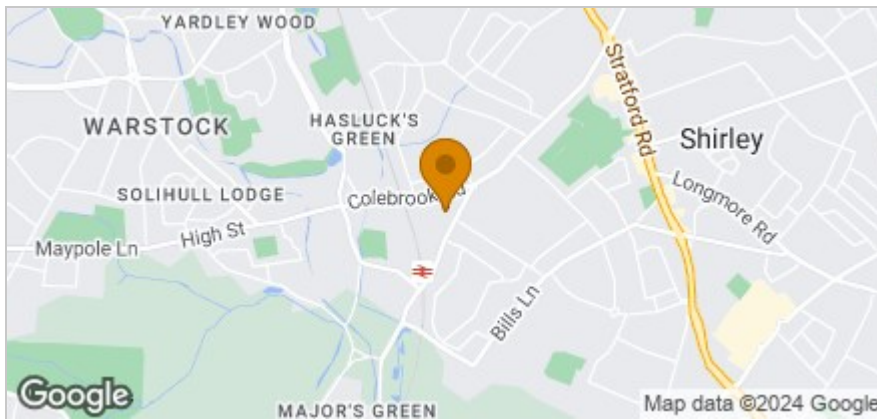 YARDLEY WOOD
Stratford Rd
WARSTOCK
HASLUCK'S
GREEN
Shirley
SOLIHULL LODGE
Colebrook
Longmore Rd
High St
Maypole Ln
Bills Ln
Google
MAJOR'S GREEN
Map data ©2024 Google